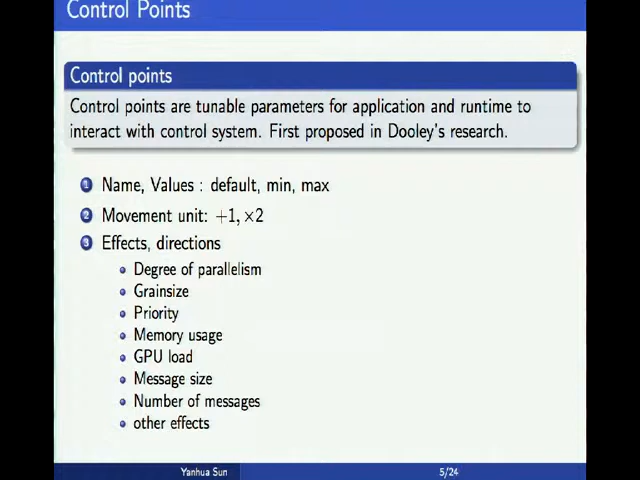 Control Points
Control points
Control points are tunable parameters for application and runtime to
interact with control system. First proposed in Dooley's research.
1 Name, Values : default, min, max
2 Movement unit: +1, ×2
3 Effects, directions
• Degree of parallelism
• Grainsize
• Priority
• Memory usage
• GPU load
• Message size
• Number of messages
• other effects
Yanhua Sun 5/24